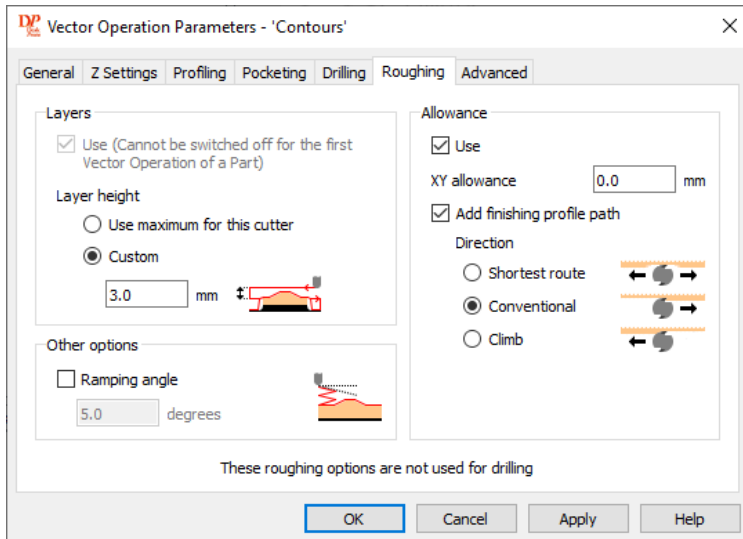 DP
Vector Operation Parameters - 'Contours'
General Z Settings Profiling Pocketing Drilling Roughing Advanced
Layers
Use (Cannot be switched off for the first
Vector Operation of a Part)
Layer height
Use maximum for this cutter
Custom
3.0 mm
Other options
Ramping angle
5.0 degrees
Allowance
Use
XY allowance 0.0 mm
Add finishing profile path
Direction
Shortest route
Conventional
Climb
These roughing options are not used for drilling
OK Cancel Apply Help